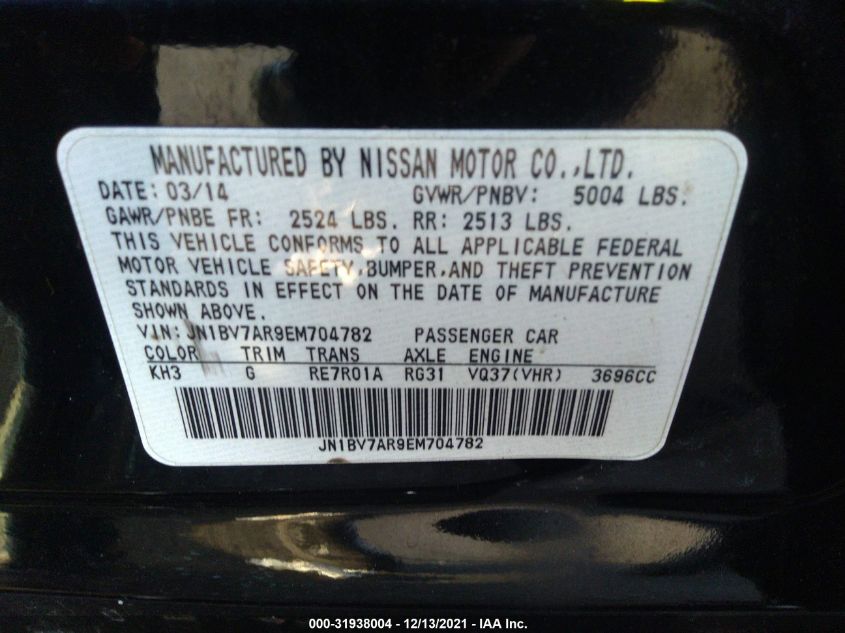 MANUFACTURED BY NISSAN MOTOR CO.,LTD.
DATE: 03/14 GVWR/PNBV: 5004 LBS.
GAWR/PNBE FR: 2524 LBS. RR: 2513 LBS.
THIS VEHICLE CONFORMS TO ALL APPLICABLE FEDERAL
MOTOR VEHICLE SAFETY,BUMPER,AND THEFT PREVENTION
STANDARDS IN EFFECT ON THE DATE OF MANUFACTURE
SHOWN ABOVE.
VIN:JN1BV7AR9EM704782 PASSENGER CAR
COLOR TRIM TRANS AXLE ENGINE
KH3 G RE7R01A RG31 VQ37(VHR) 3696CC
JN1BV7AR9EM704782
000-31938004 - 12/13/2021 - IAA Inc.